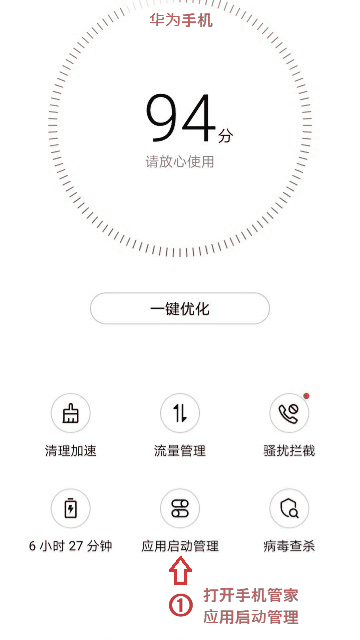 华为手机
94分
请放心使用
一键优化
清理加速 流量管理 骚扰拦截
6 小时 27 分钟 应用启动管理 病毒查杀
① 打开手机管家
应用启动管理